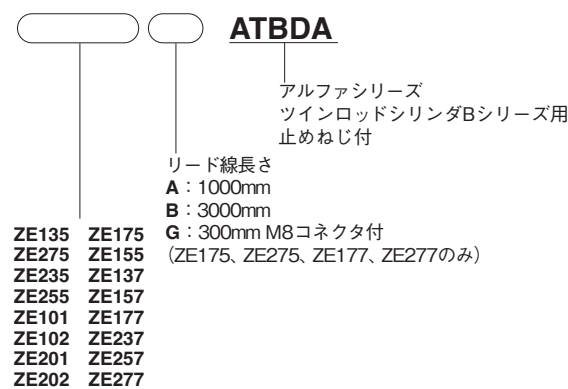 ATBDA
アルファシリーズ
ツインロッドシリンダBシリーズ用
止めねじ付
リード線長さ
A：1000mm
B：3000mm
G：300mm M8コネクタ付
（ZE175、ZE275、ZE177、ZE277のみ）
ZE135 ZE175
ZE275 ZE155
ZE235 ZE137
ZE255 ZE157
ZE101 ZE177
ZE102 ZE237
ZE201 ZE257
ZE202 ZE277